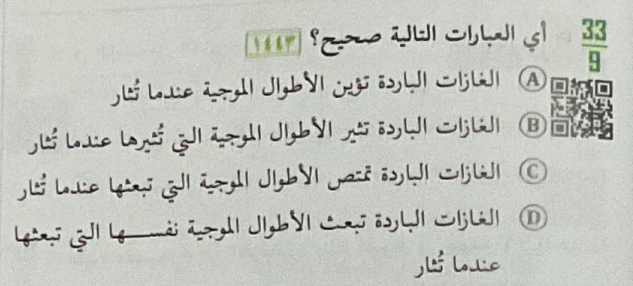 33
9
أي العبارات التالية صحيح؟ ١٤٤٣
A الغازات الباردة تؤين الأطوال الموجية عندما تُثار
B الغازات الباردة تثير الأطوال الموجية التي تُثيرها عندما تُثار
C الغازات الباردة تمتص الأطوال الموجية التي تبعثها عندما تُثار
D الغازات الباردة تبعث الأطوال الموجية نفسها التي تبعثها
عندما تُثار